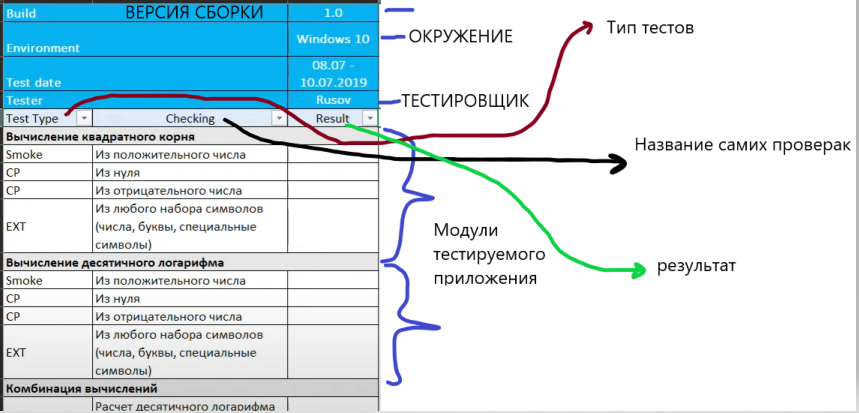 Build ВЕРСИЯ СБОРКИ 1.0
Environment Windows 10 ОКРУЖЕНИЕ
Test date 08.07 -
10.07.2019
Tester Rusov ТЕСТИРОВЩИК
Test Type Checking Result
Вычисление квадратного корня
Smoke Из положительного числа
CP Из нуля
CP Из отрицательного числа
EXT Из любого набора символов
(числа, буквы, специальные
символы)
Вычисление десятичного логарифма
Smoke Из положительного числа
CP Из нуля
CP Из отрицательного числа
EXT Из любого набора символов
(числа, буквы, специальные
символы)
Комбинация вычислений
Расчет десятичного логарифма
Тип тестов
Название самих проверак
Модули
тестируемого
приложения
результат